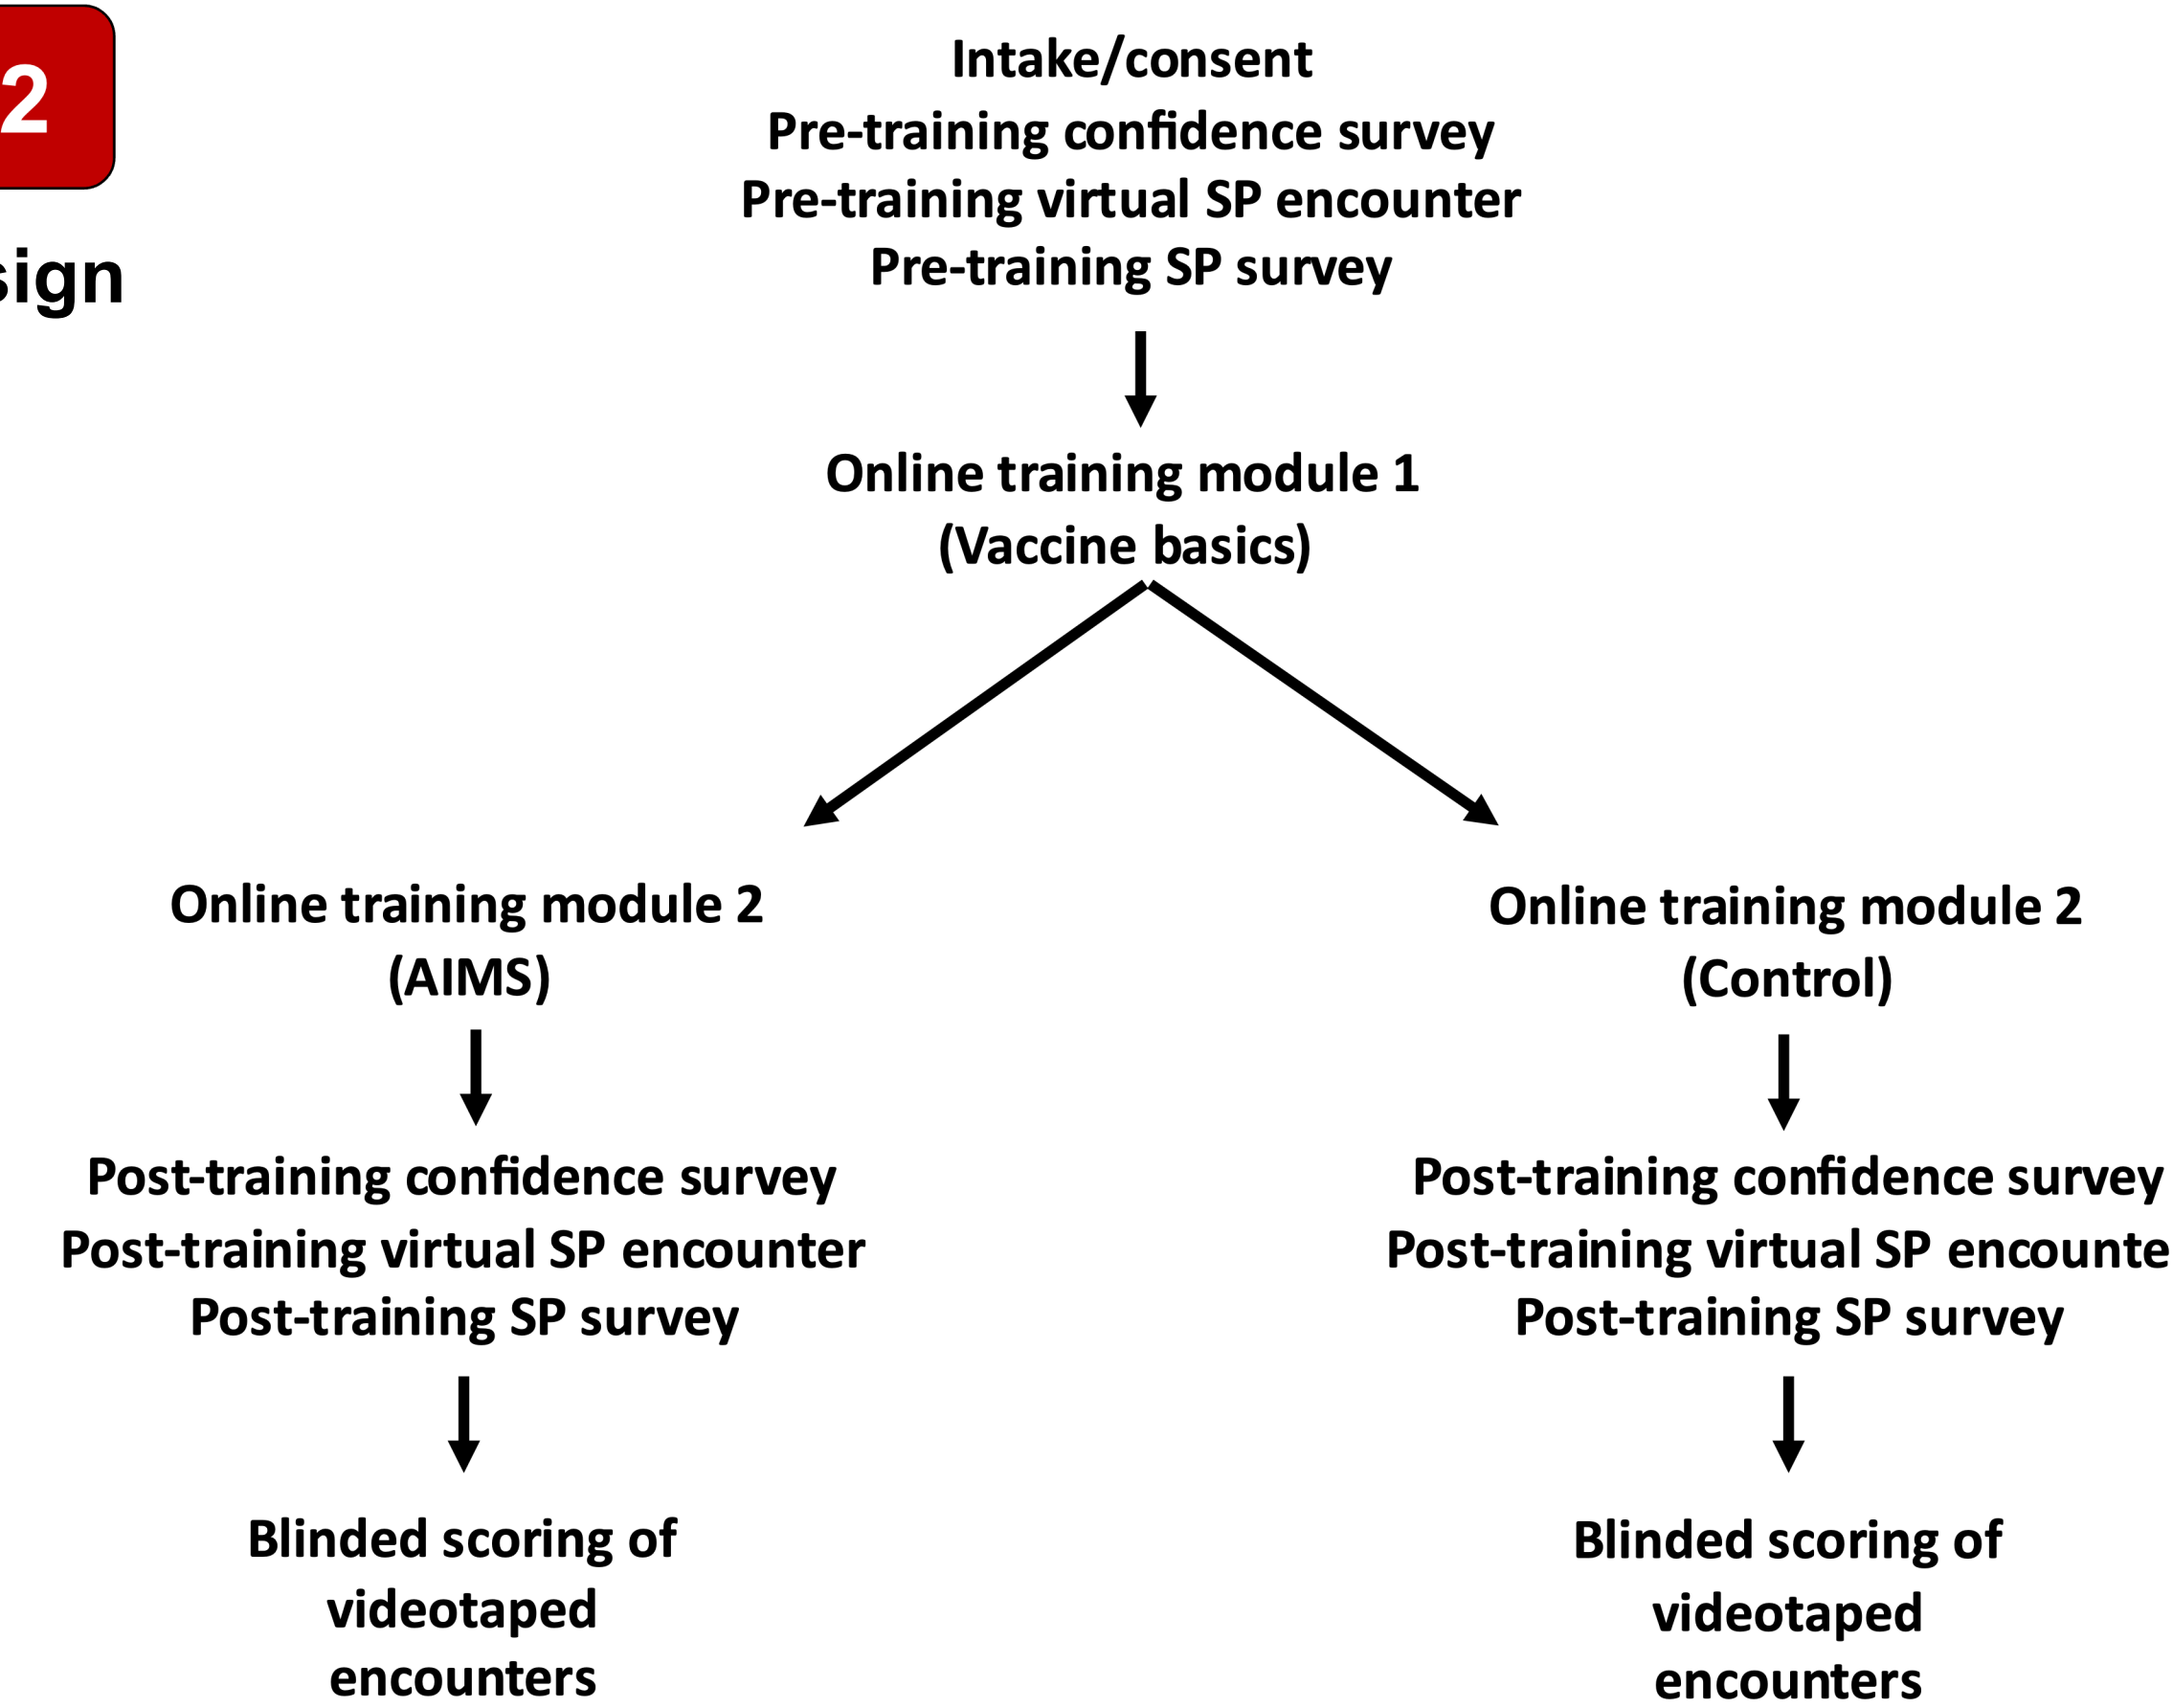 2
sign
Intake/consent
Pre-training confidence survey
Pre-training virtual SP encounter
Pre-training SP survey
Online training module 1
(Vaccine basics)
Online training module 2
(AIMS)
Online training module 2
(Control)
Post-training confidence survey
Post-training virtual SP encounter
Post-training SP survey
Post-training confidence survey
Post-training virtual SP encounte
Post-training SP survey
Blinded scoring of
videotaped
encounters
Blinded scoring of
videotaped
encounters